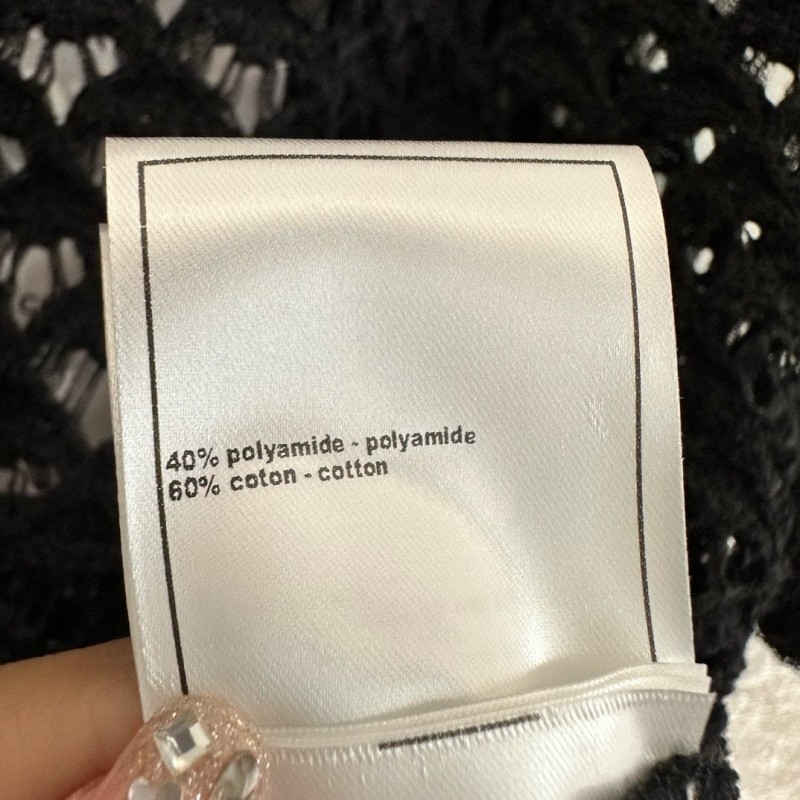 40% polyamide - polyamide
60% coton - cotton